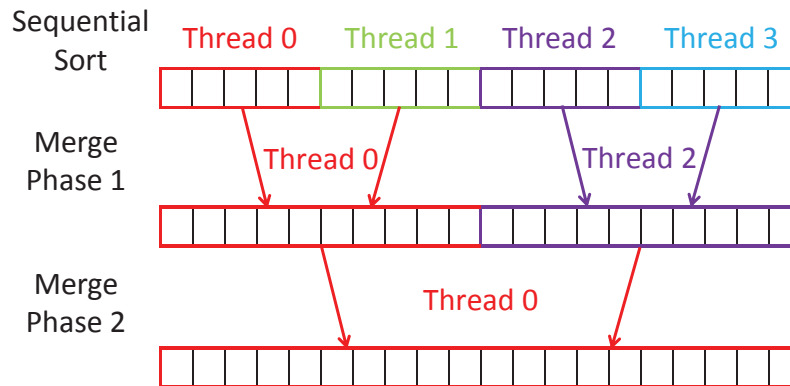 Sequential
Sort
Thread 0 Thread 1 Thread 2 Thread 3
Merge
Phase 1
Thread 0 Thread 2
Merge
Phase 2
Thread 0